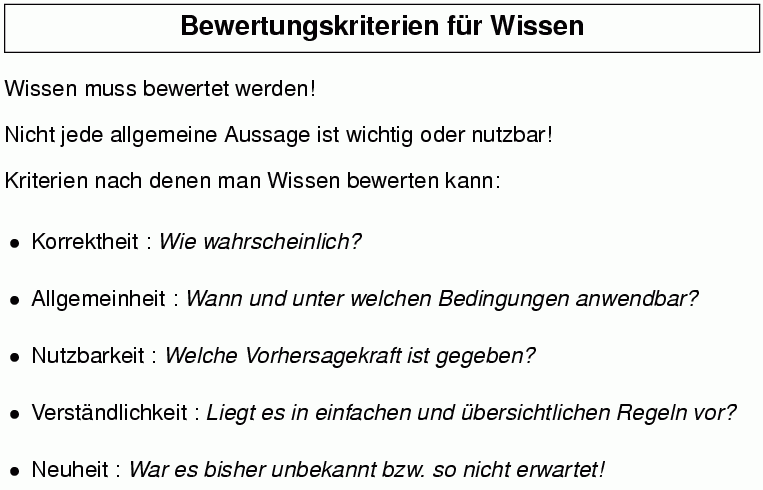 Bewertungskriterien für Wissen
Wissen muss bewertet werden!
Nicht jede allgemeine Aussage ist wichtig oder nutzbar!
Kriterien nach denen man Wissen bewerten kann:
• Korrektheit : Wie wahrscheinlich?
• Allgemeinheit : Wann und unter welchen Bedingungen anwendbar?
• Nutzbarkeit : Welche Vorhersagekraft ist gegeben?
• Verständlichkeit : Liegt es in einfachen und übersichtlichen Regeln vor?
• Neuheit : War es bisher unbekannt bzw. so nicht erwartet!